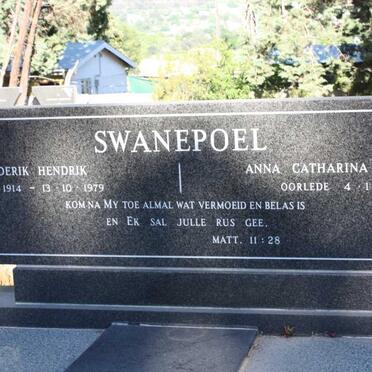 SWANEPOEL
DERIK HENDRIK ANNA CATHARINA
1914 – 13 · 10 · 1979 OORLEDE 4 · 1
KOM NA MY TOE ALMAL WAT VERMOEID EN BELAS IS
EN EK SAL JULLE RUS GEE.
MATT. 11 : 28